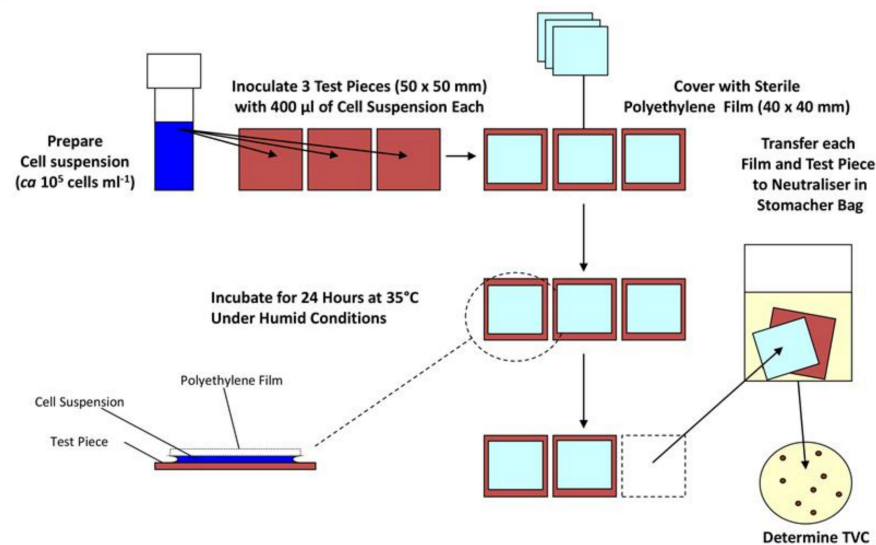 Inoculate 3 Test Pieces (50 x 50 mm)
with 400 µl of Cell Suspension Each
Cover with Sterile
Polyethylene Film (40 x 40 mm)
Prepare
Cell suspension
(ca 10⁵ cells ml⁻¹)
Transfer each
Film and Test Piece
to Neutraliser in
Stomacher Bag
Incubate for 24 Hours at 35°C
Under Humid Conditions
Polyethylene Film
Cell Suspension
Test Piece
Determine TVC